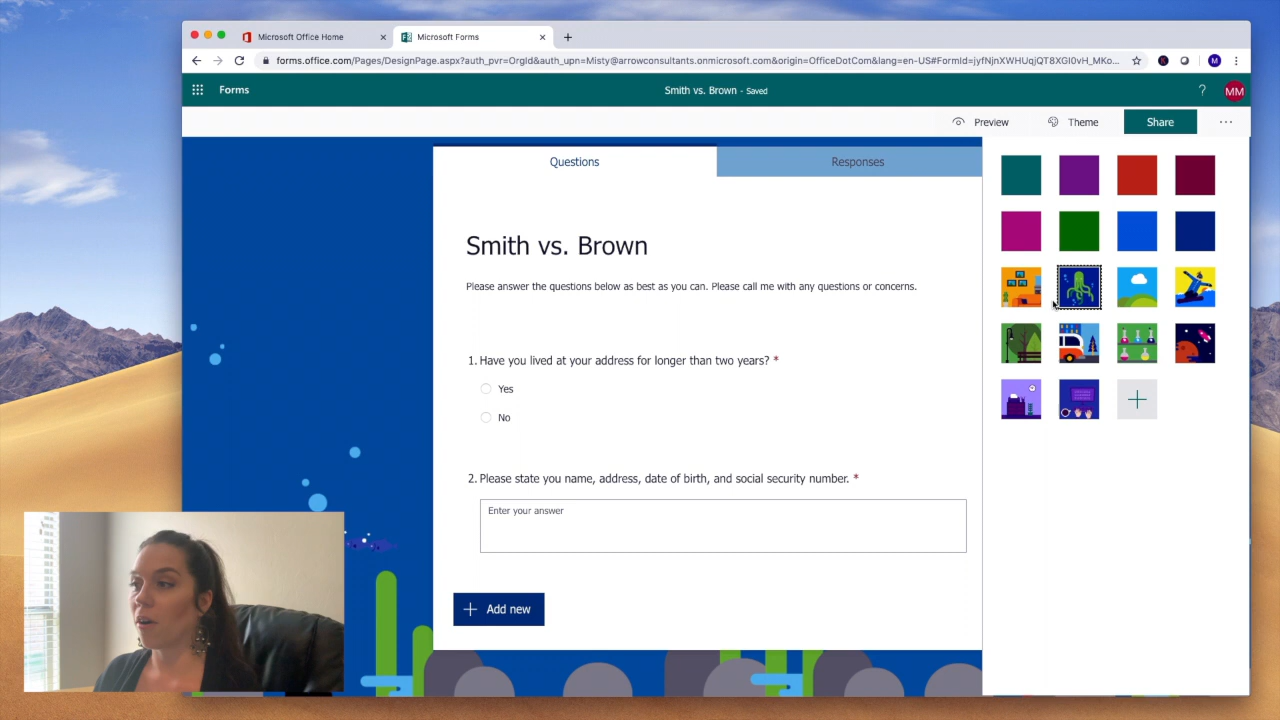 Microsoft Office Home
Microsoft Forms
forms.office.com/Pages/DesignPage.aspx?auth_pvr=OrgId&auth_upn=Misty@arrowconsultants.onmicrosoft.com&origin=OfficeDotCom&lang=en-US#FormId=jyfNjnXWHUqjQT8XGI0vH_MKo...
M
Forms
Smith vs. Brown - Saved
?
MM
Preview
Theme
Share
Questions
Responses
Smith vs. Brown
Please answer the questions below as best as you can. Please call me with any questions or concerns.
1. Have you lived at your address for longer than two years? *
Yes
No
2. Please state you name, address, date of birth, and social security number. *
Enter your answer
Add new